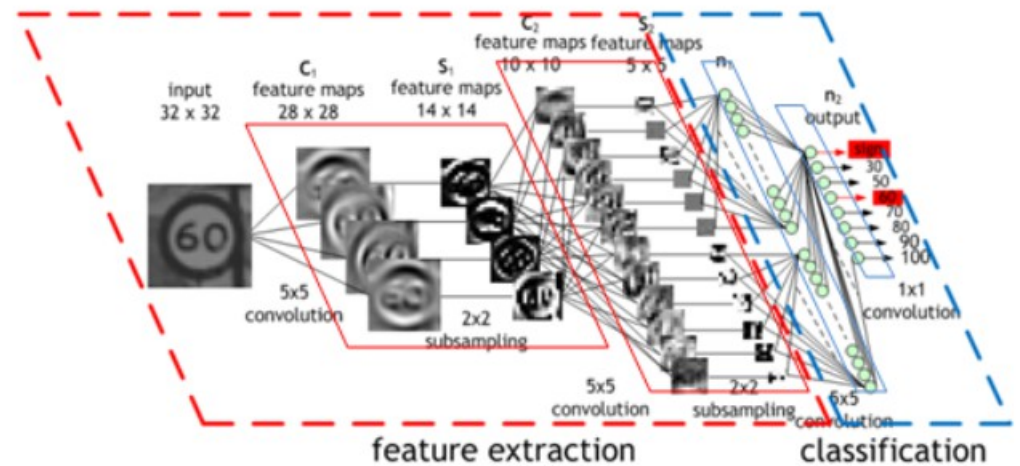 C2
feature maps
10 x 10
S2
feature maps
5 x 5
C1
feature maps
28 x 28
S1
feature maps
14 x 14
input
32 x 32
n1
n2
output
60
sign
30
50
60
70
80
90
100
5x5
convolution
2x2
subsampling
5x5
convolution
2x2
subsampling
6x5
convolution
1x1
convolution
feature extraction
classification